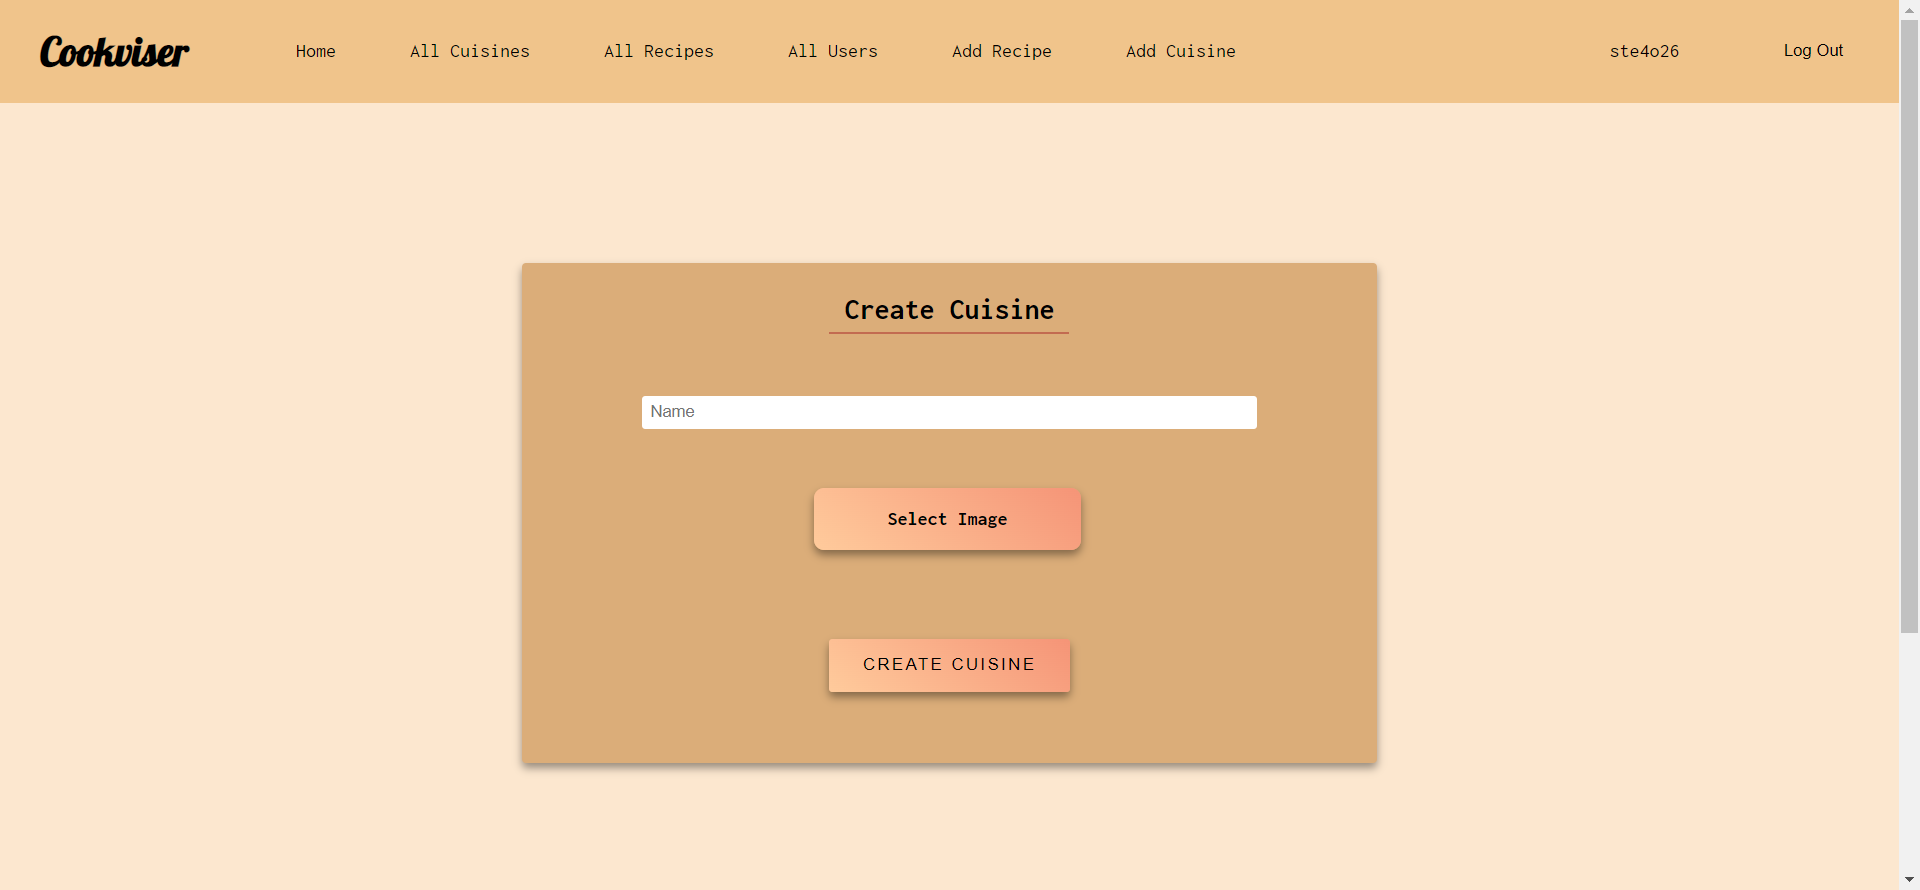 Cookviser Home All Cuisines All Recipes All Users Add Recipe Add Cuisine ste4o26 Log Out
Create Cuisine
Name
Select Image
CREATE CUISINE